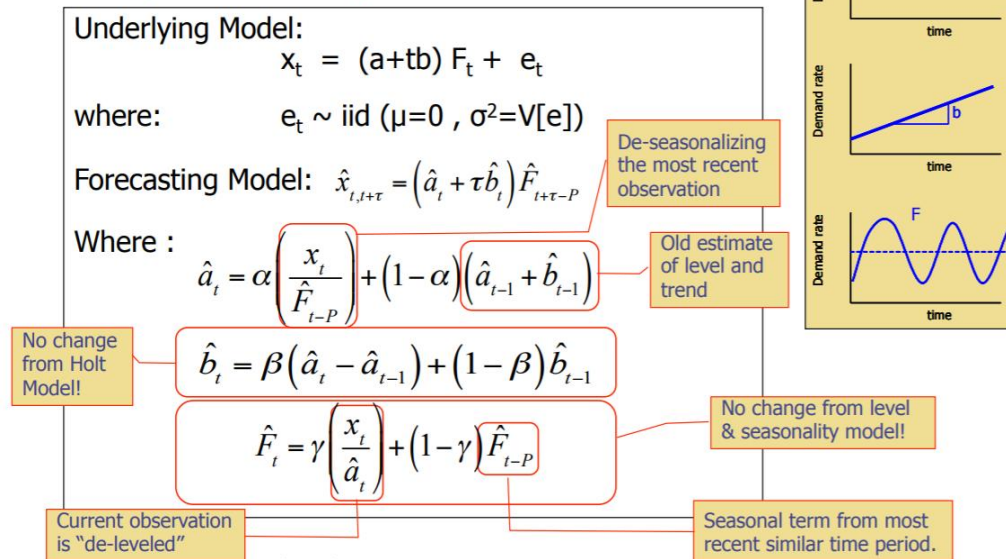 Underlying Model:
xₜ = (a+tb) Fₜ + eₜ
where: eₜ ~ iid (μ=0 , σ²=V[e])
Forecasting Model: x̂ₜ,ₜ₊τ = (âₜ + τb̂ₜ) F̂ₜ₊τ₋P
Where :
âₜ = α(xₜ / F̂ₜ₋P) + (1−α)(âₜ₋₁ + b̂ₜ₋₁)
b̂ₜ = β(âₜ − âₜ₋₁) + (1−β)b̂ₜ₋₁
F̂ₜ = γ(xₜ / âₜ) + (1−γ)F̂ₜ₋P
De-seasonalizing
the most recent
observation
Old estimate
of level and
trend
No change
from Holt
Model!
No change from level
& seasonality model!
Current observation
is “de-leveled”
Seasonal term from most
recent similar time period.
time
Demand rate
b
time
Demand rate
F
time